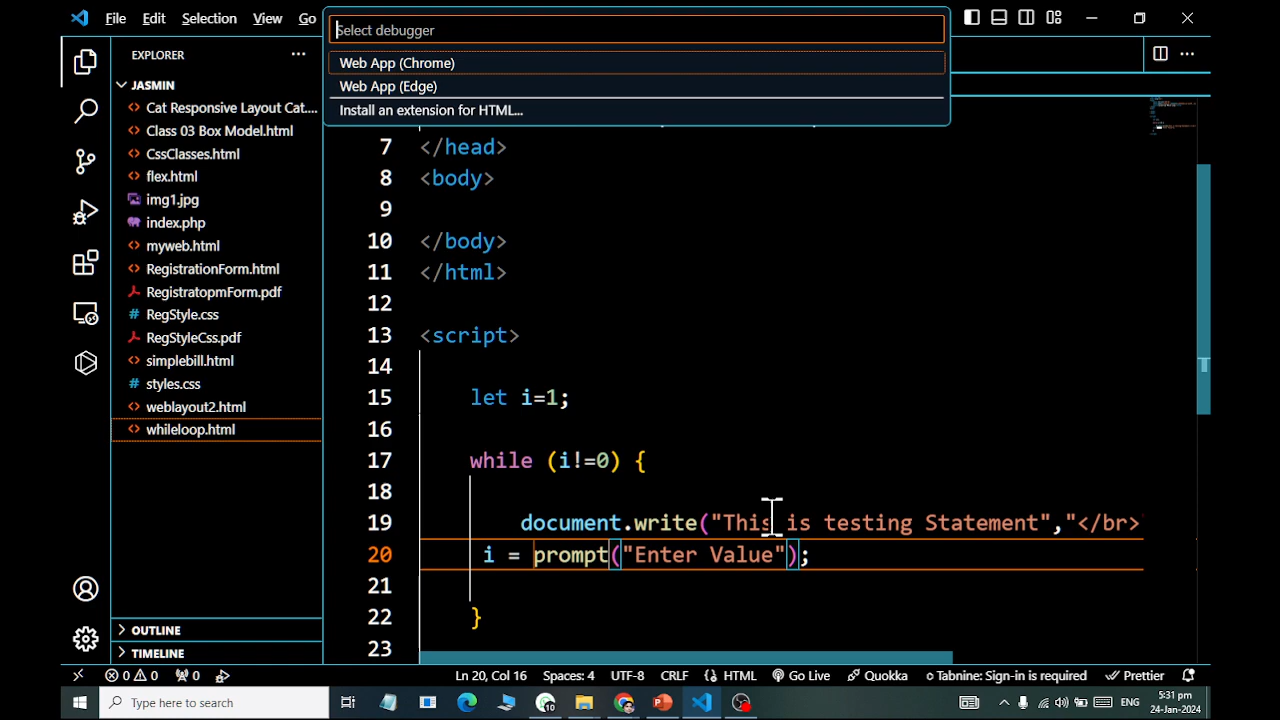 File Edit Selection View Go
Select debugger
Web App (Chrome)
Web App (Edge)
Install an extension for HTML...
EXPLORER
JASMIN
Cat Responsive Layout Cat....
Class 03 Box Model.html
CssClasses.html
flex.html
img1.jpg
index.php
myweb.html
RegistrationForm.html
RegistratopmForm.pdf
RegStyle.css
RegStyleCss.pdf
simplebill.html
styles.css
weblayout2.html
whileloop.html
OUTLINE
TIMELINE
7 </head>
8 <body>
9
10 </body>
11 </html>
12
13 <script>
14
15 let i=1;
16
17 while (i!=0) {
18
19 document.write("This is testing Statement","</br>
20 i = prompt("Enter Value");
21
22 }
23
0 0 0 Ln 20, Col 16 Spaces: 4 UTF-8 CRLF HTML Go Live Quokka Tabnine: Sign-in is required Prettier
Type here to search 10 ENG 5:31 pm
24-Jan-2024